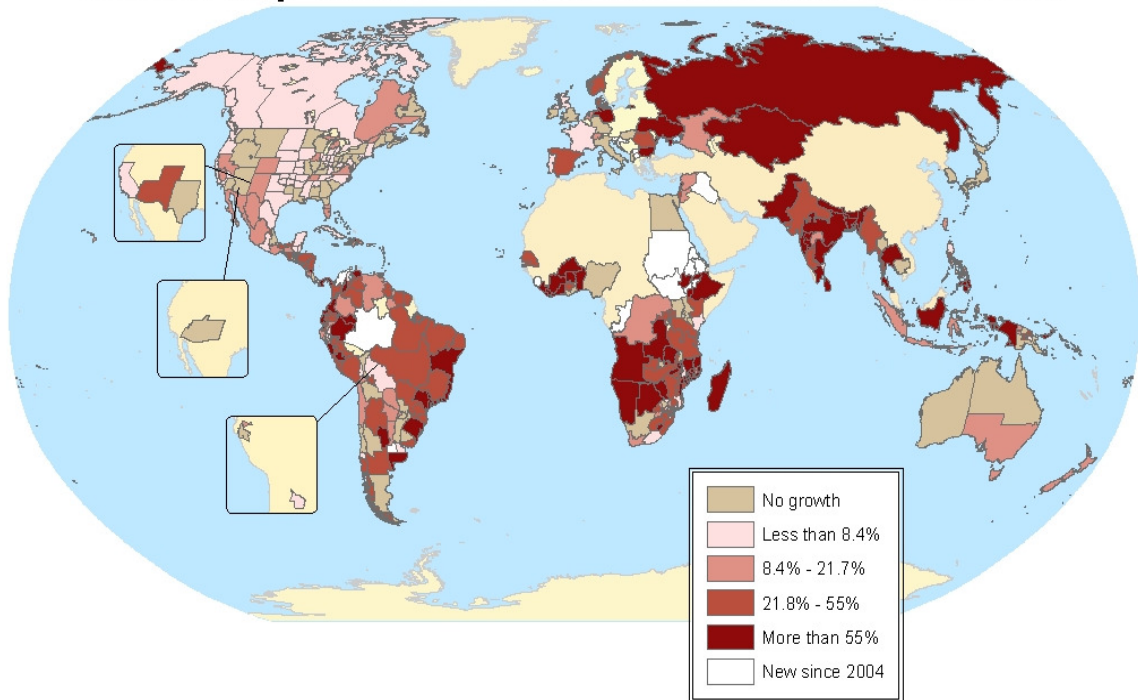 No growth
Less than 8.4%
8.4% - 21.7%
21.8% - 55%
More than 55%
New since 2004